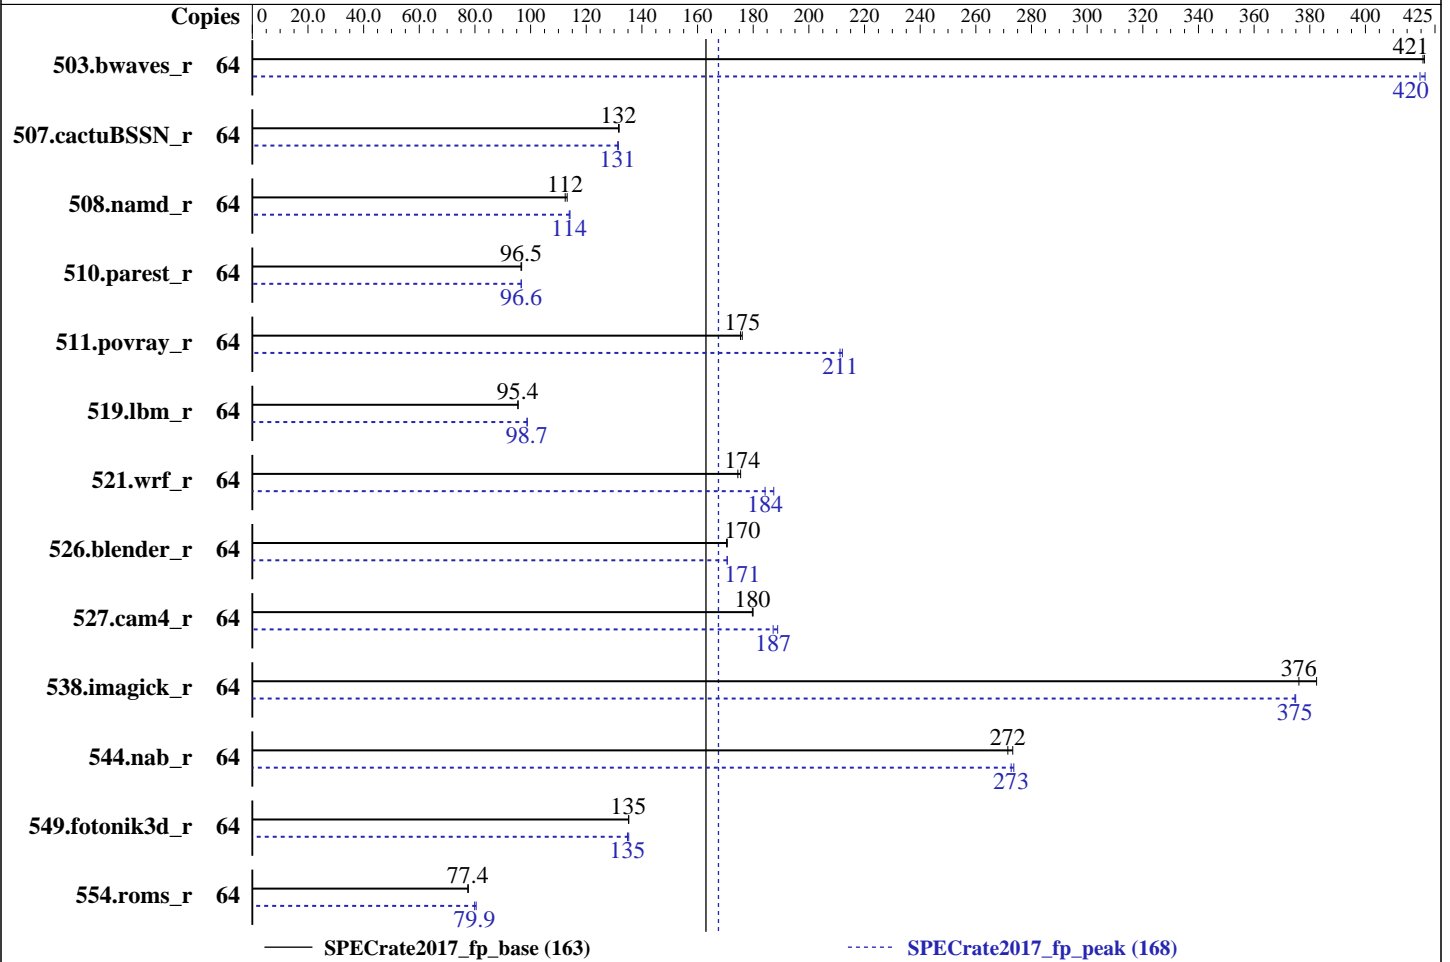 Copies 0 20.0 40.0 60.0 80.0 100 120 140 160 180 200 220 240 260 280 300 320 340 360 380 400 425
503.bwaves_r 64 421
420
507.cactuBSSN_r 64 132
131
508.namd_r 64 112
114
510.parest_r 64 96.5
96.6
511.povray_r 64 175
211
519.lbm_r 64 95.4
98.7
521.wrf_r 64 174
184
526.blender_r 64 170
171
527.cam4_r 64 180
187
538.imagick_r 64 376
375
544.nab_r 64 272
273
549.fotonik3d_r 64 135
135
554.roms_r 64 77.4
79.9
SPECrate2017_fp_base (163) SPECrate2017_fp_peak (168)